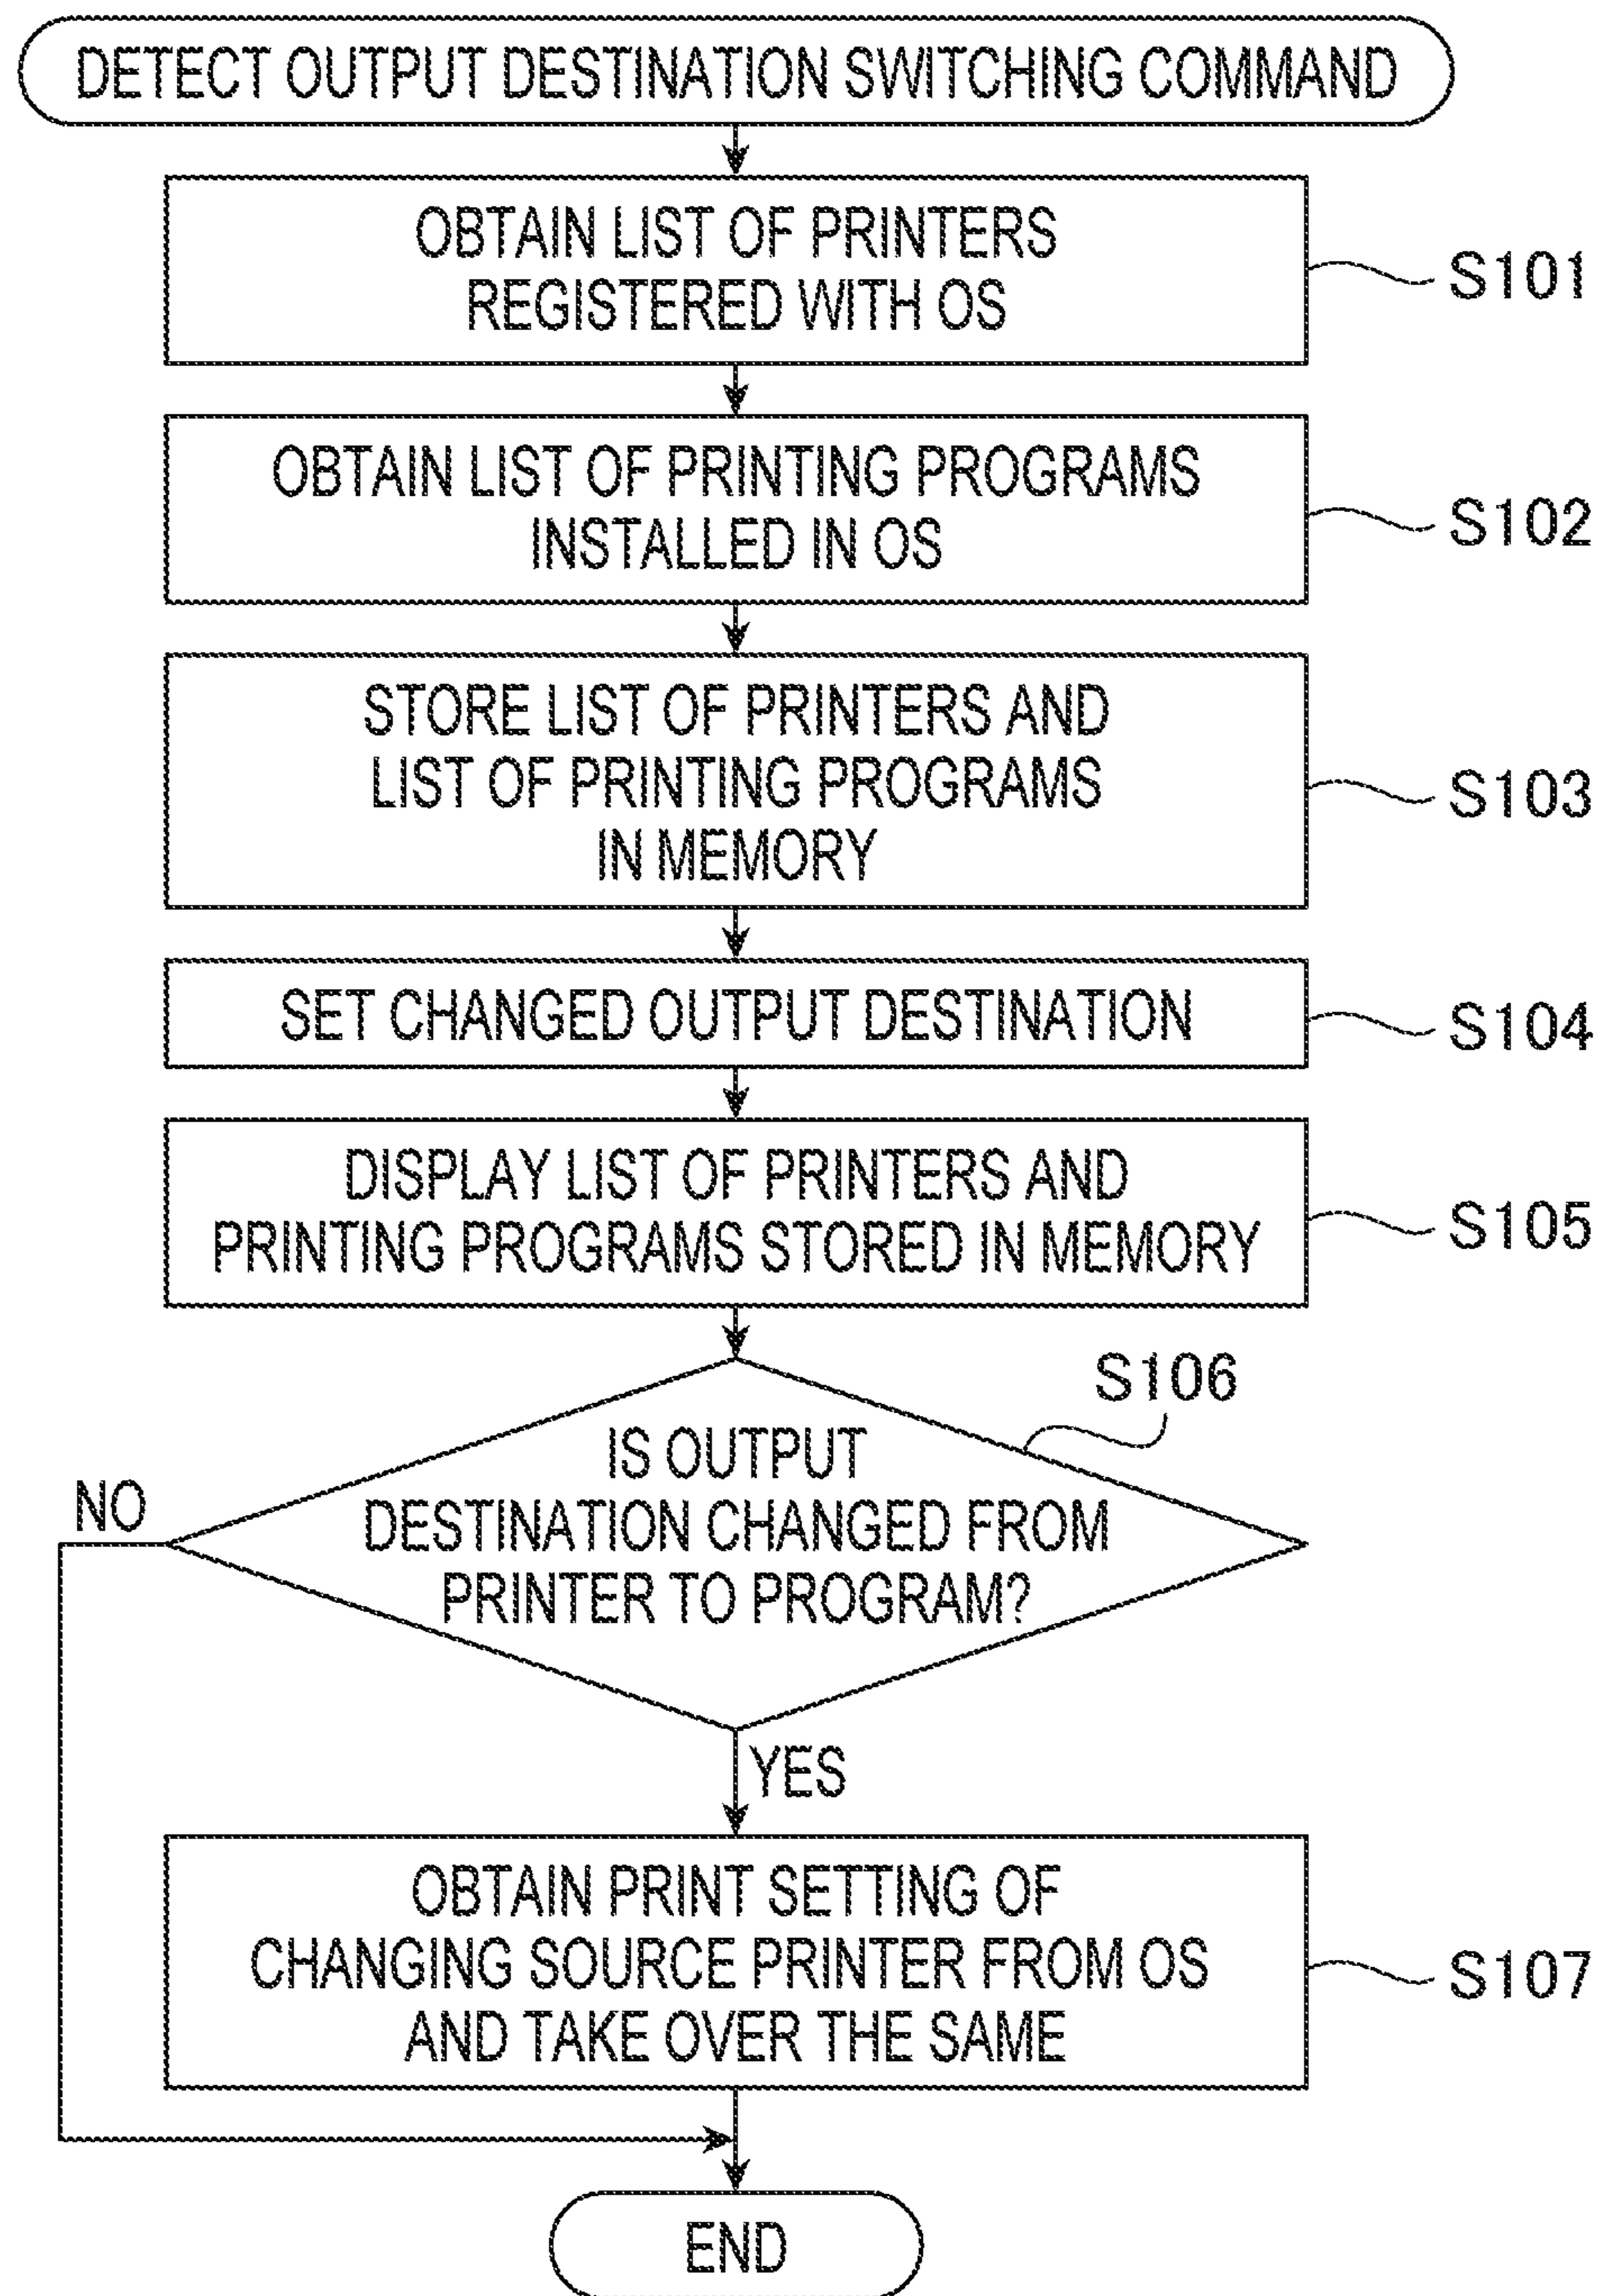 DETECT OUTPUT DESTINATION SWITCHING COMMAND
OBTAIN LIST OF PRINTERS
REGISTERED WITH OS
S101
OBTAIN LIST OF PRINTING PROGRAMS
INSTALLED IN OS
S102
STORE LIST OF PRINTERS AND
LIST OF PRINTING PROGRAMS
IN MEMORY
S103
SET CHANGED OUTPUT DESTINATION
S104
DISPLAY LIST OF PRINTERS AND
PRINTING PROGRAMS STORED IN MEMORY
S105
S106
IS OUTPUT
DESTINATION CHANGED FROM
PRINTER TO PROGRAM?
NO
YES
OBTAIN PRINT SETTING OF
CHANGING SOURCE PRINTER FROM OS
AND TAKE OVER THE SAME
S107
END